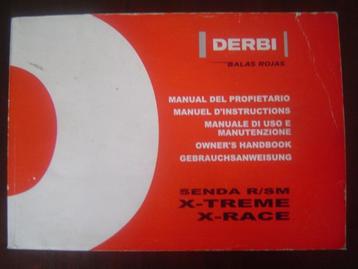 DERBI
BALAS ROJAS
MANUAL DEL PROPIETARIO
MANUEL D'INSTRUCTIONS
MANUALE DI USO E
MANUTENZIONE
OWNER'S HANDBOOK
GEBRAUCHSANWEISUNG
SENDA R/SM
X-TREME
X-RACE